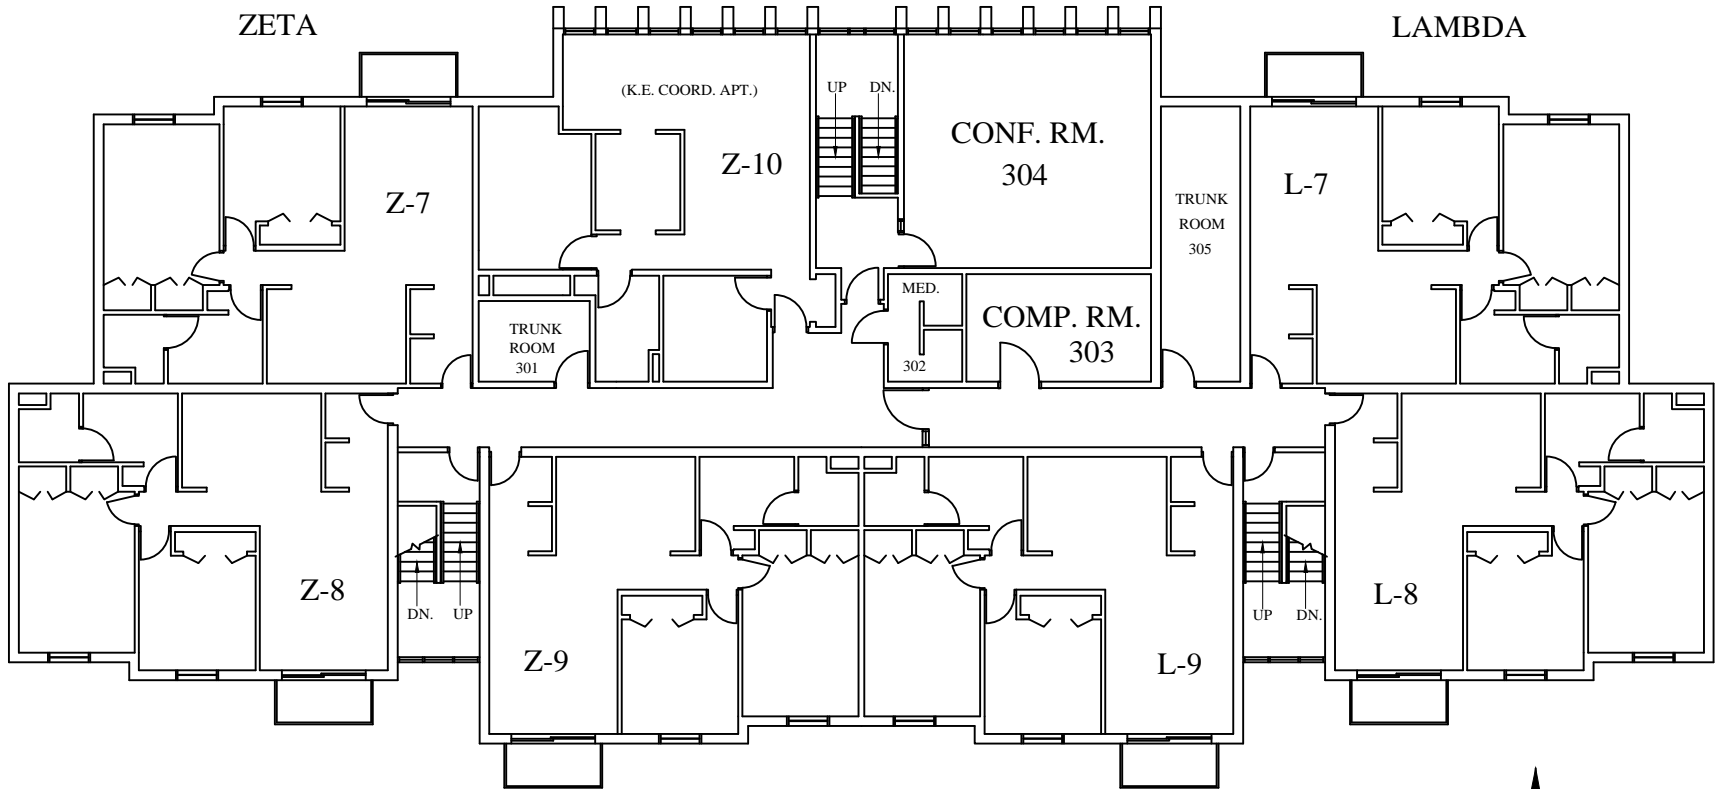 ZETA
LAMBDA
(K.E. COORD. APT.)
UP
DN.
CONF. RM.
304
Z-10
Z-7
L-7
TRUNK
ROOM
305
MED.
302
COMP. RM.
303
TRUNK
ROOM
301
Z-8
DN.
UP
Z-9
L-9
UP
DN.
L-8